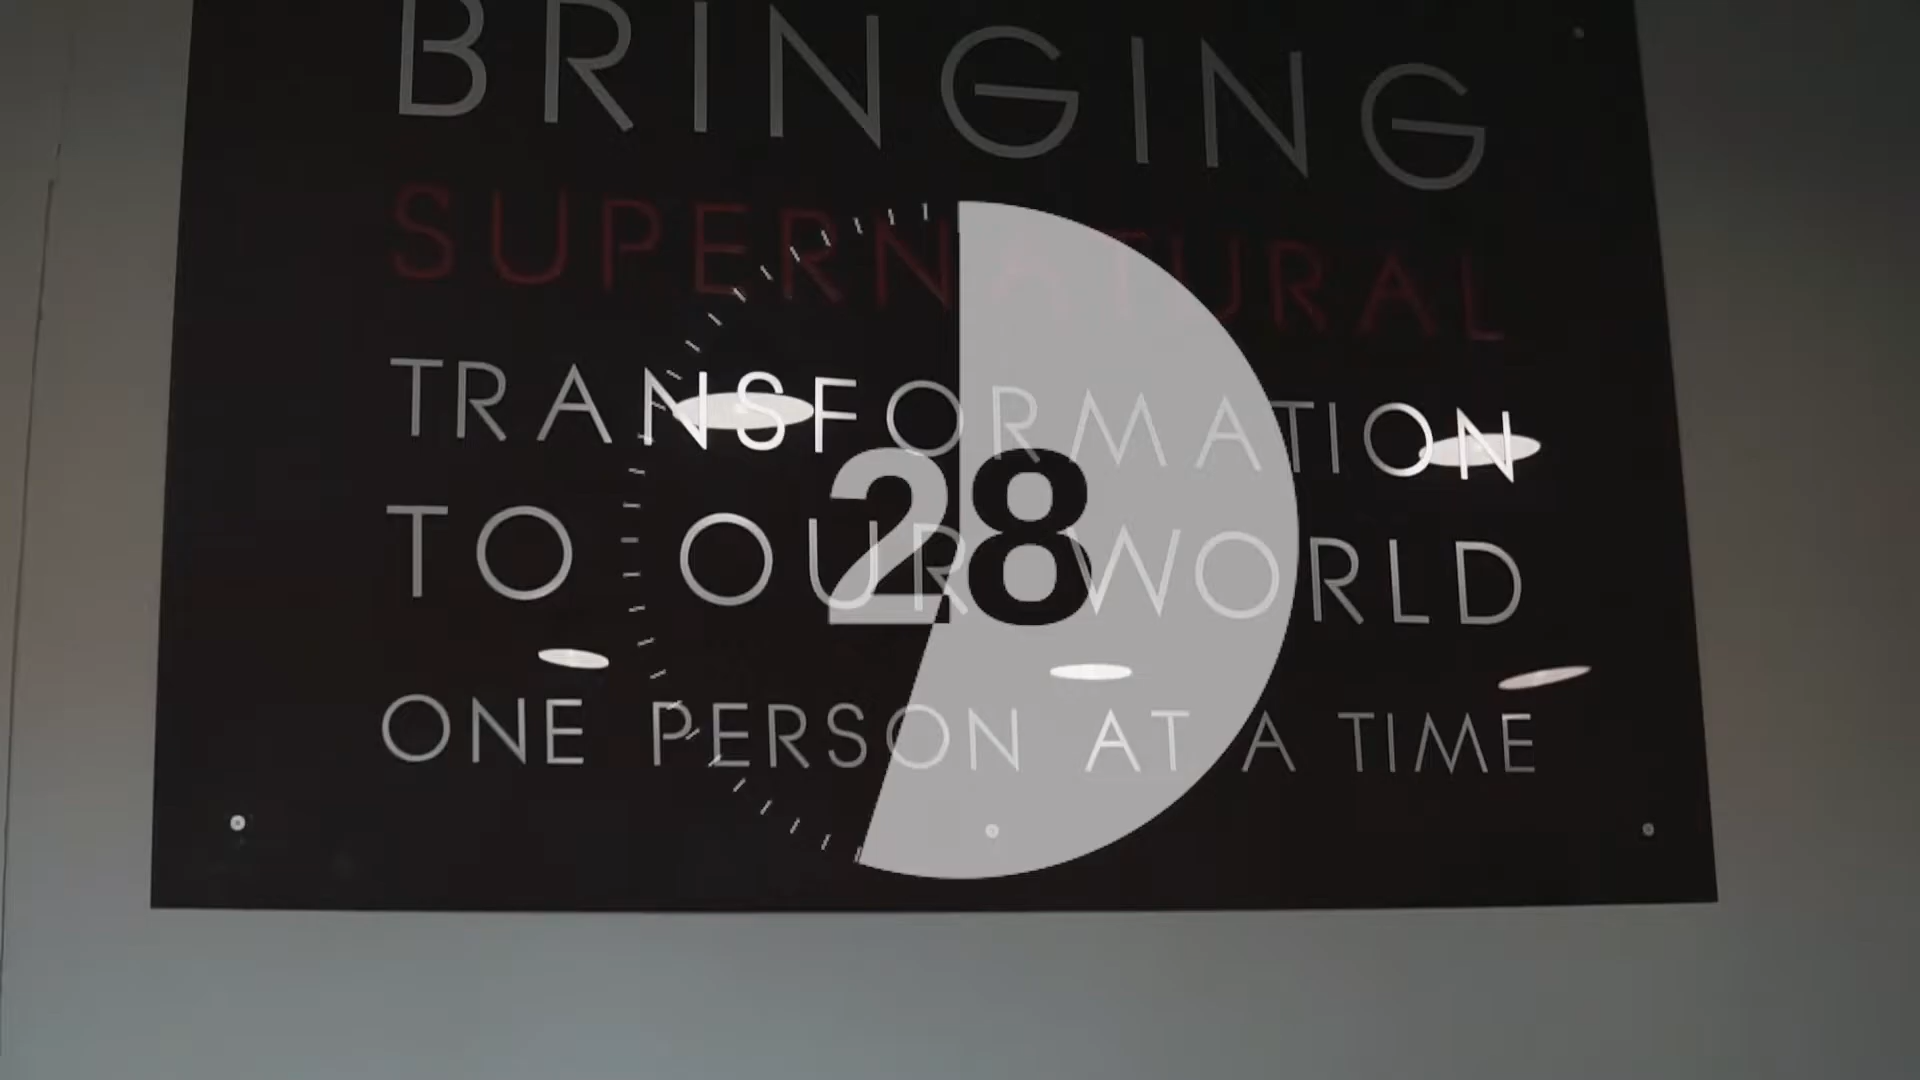 BRINGING
SUPERNATURAL
TRANSFORMATION
TO OUR WORLD
28
ONE PERSON AT A TIME